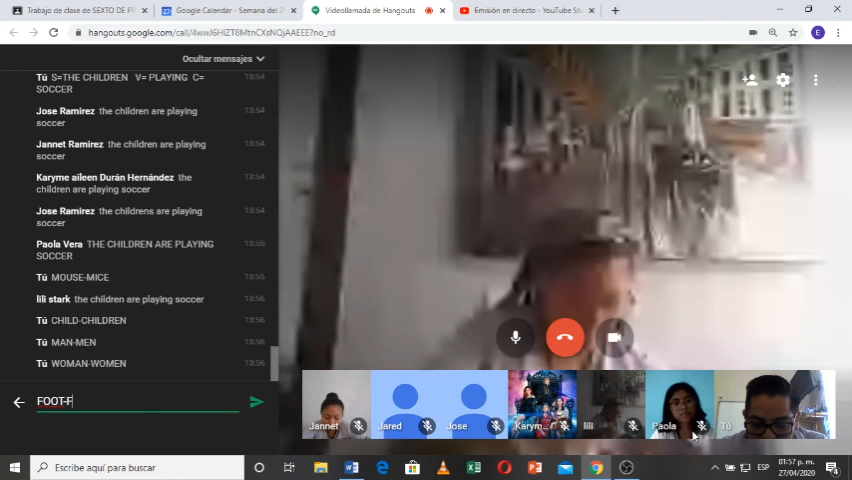 Trabajo de clase de SEXTO DE PR
Google Calendar - Semana del 2
Videollamada de Hangouts
Emisión en directo - YouTube St
hangouts.google.com/call/4wwJ6HIZT8MtnCXsNQjAAEEE?no_rd
E
Ocultar mensajes
Tú S=THE CHILDREN V= PLAYING C= 13:54
SOCCER
Jose Ramirez the children are playing 13:54
soccer
Jannet Ramirez the children are playing 13:54
soccer
Karyme aileen Durán Hernández the 13:54
children are playing soccer
Jose Ramirez the childrens are playing 13:54
soccer
Paola Vera THE CHILDREN ARE PLAYING 13:55
SOCCER
Tú MOUSE-MICE 13:55
lili stark the children are playing soccer 13:56
Tú CHILD-CHILDREN 13:56
Tú MAN-MEN 13:56
Tú WOMAN-WOMEN 13:56
FOOT-F
Jannet
Jared
Jose
Karym...
lili
Paola
Tú
Escribe aquí para buscar
ESP
01:57 p. m.
27/04/2020
4